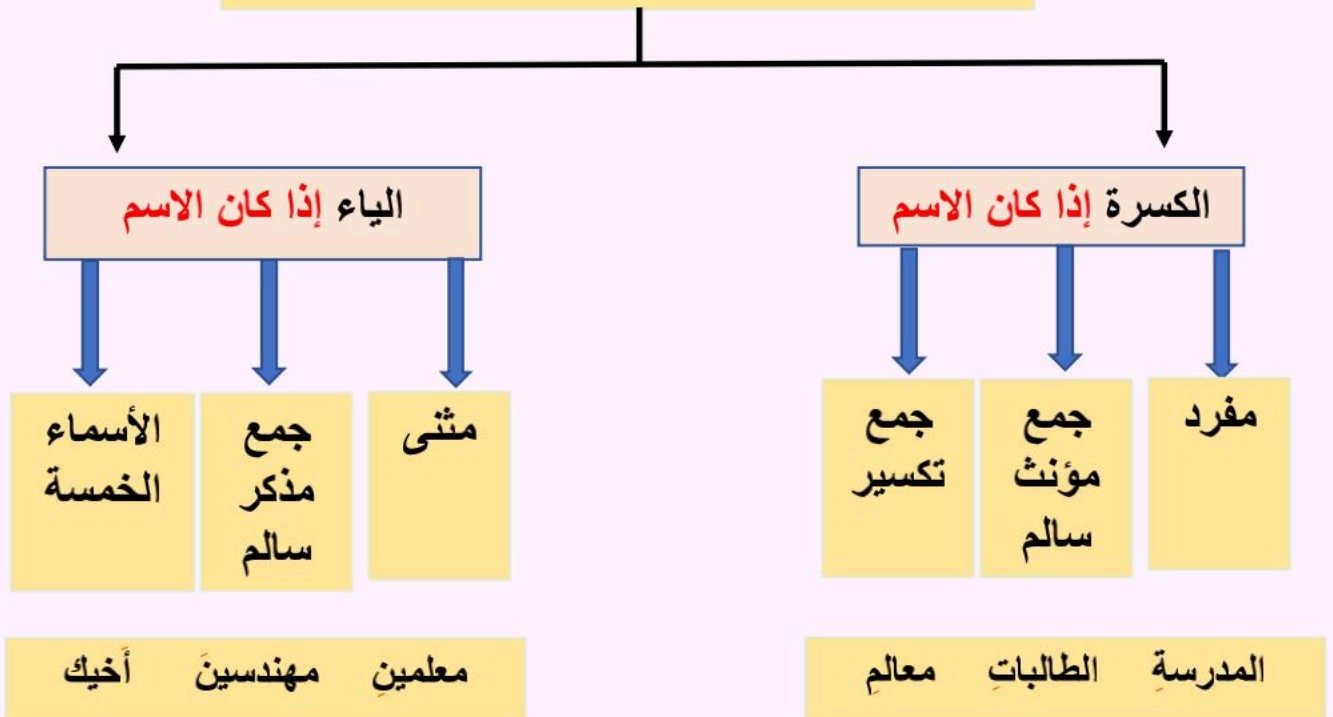 الكسرة إذا كان الاسم
الياء إذا كان الاسم
مفرد
جمع
مؤنث
سالم
جمع
تكسير
مثنى
جمع
مذكر
سالم
الأسماء
الخمسة
المدرسةِ الطالباتِ معالمِ
معلمينِ مهندسينَ أَخيك